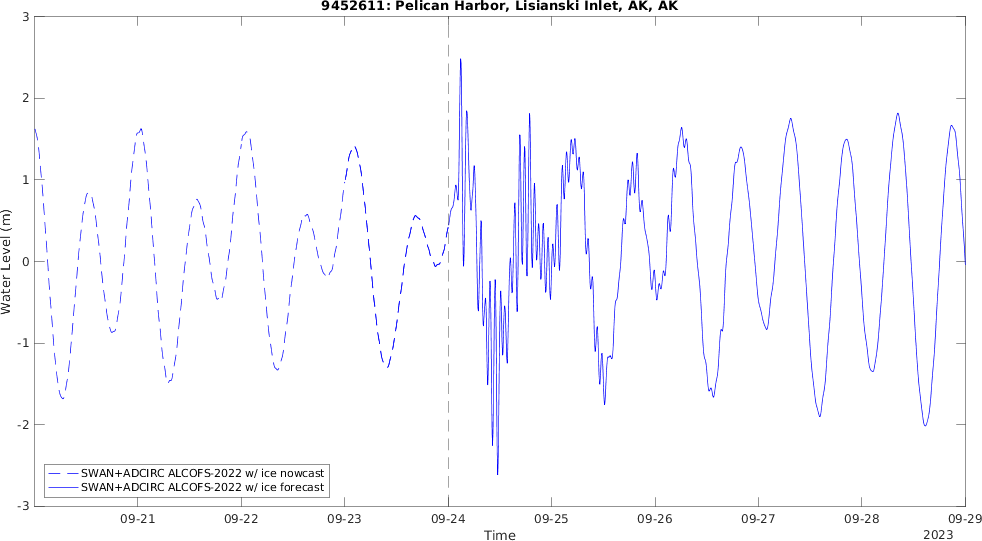 9452611: Pelican Harbor, Lisianski Inlet, AK, AK
3
2
1
0
-1
-2
-3
Water Level (m)
SWAN+ADCIRC ALCOFS-2022 w/ ice nowcast
SWAN+ADCIRC ALCOFS-2022 w/ ice forecast
09-21 09-22 09-23 09-24 09-25 09-26 09-27 09-28 09-29
Time
2023